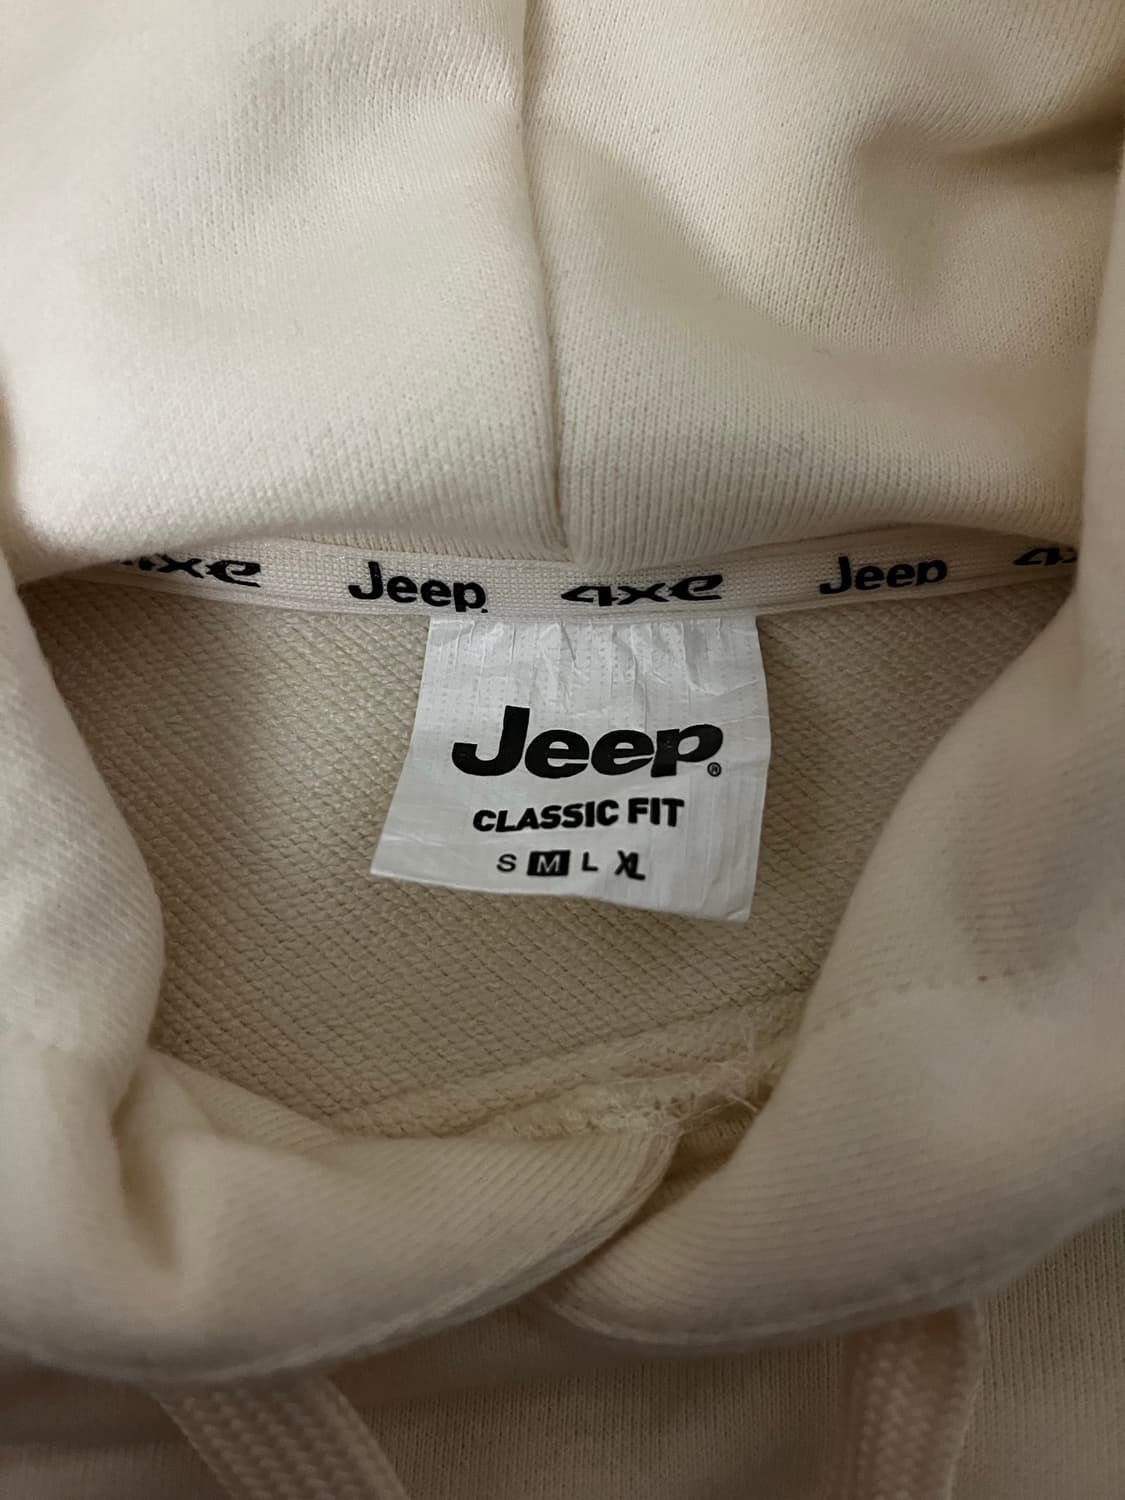 4xe Jeep 4xe Jeep
Jeep®
CLASSIC FIT
S M L XL